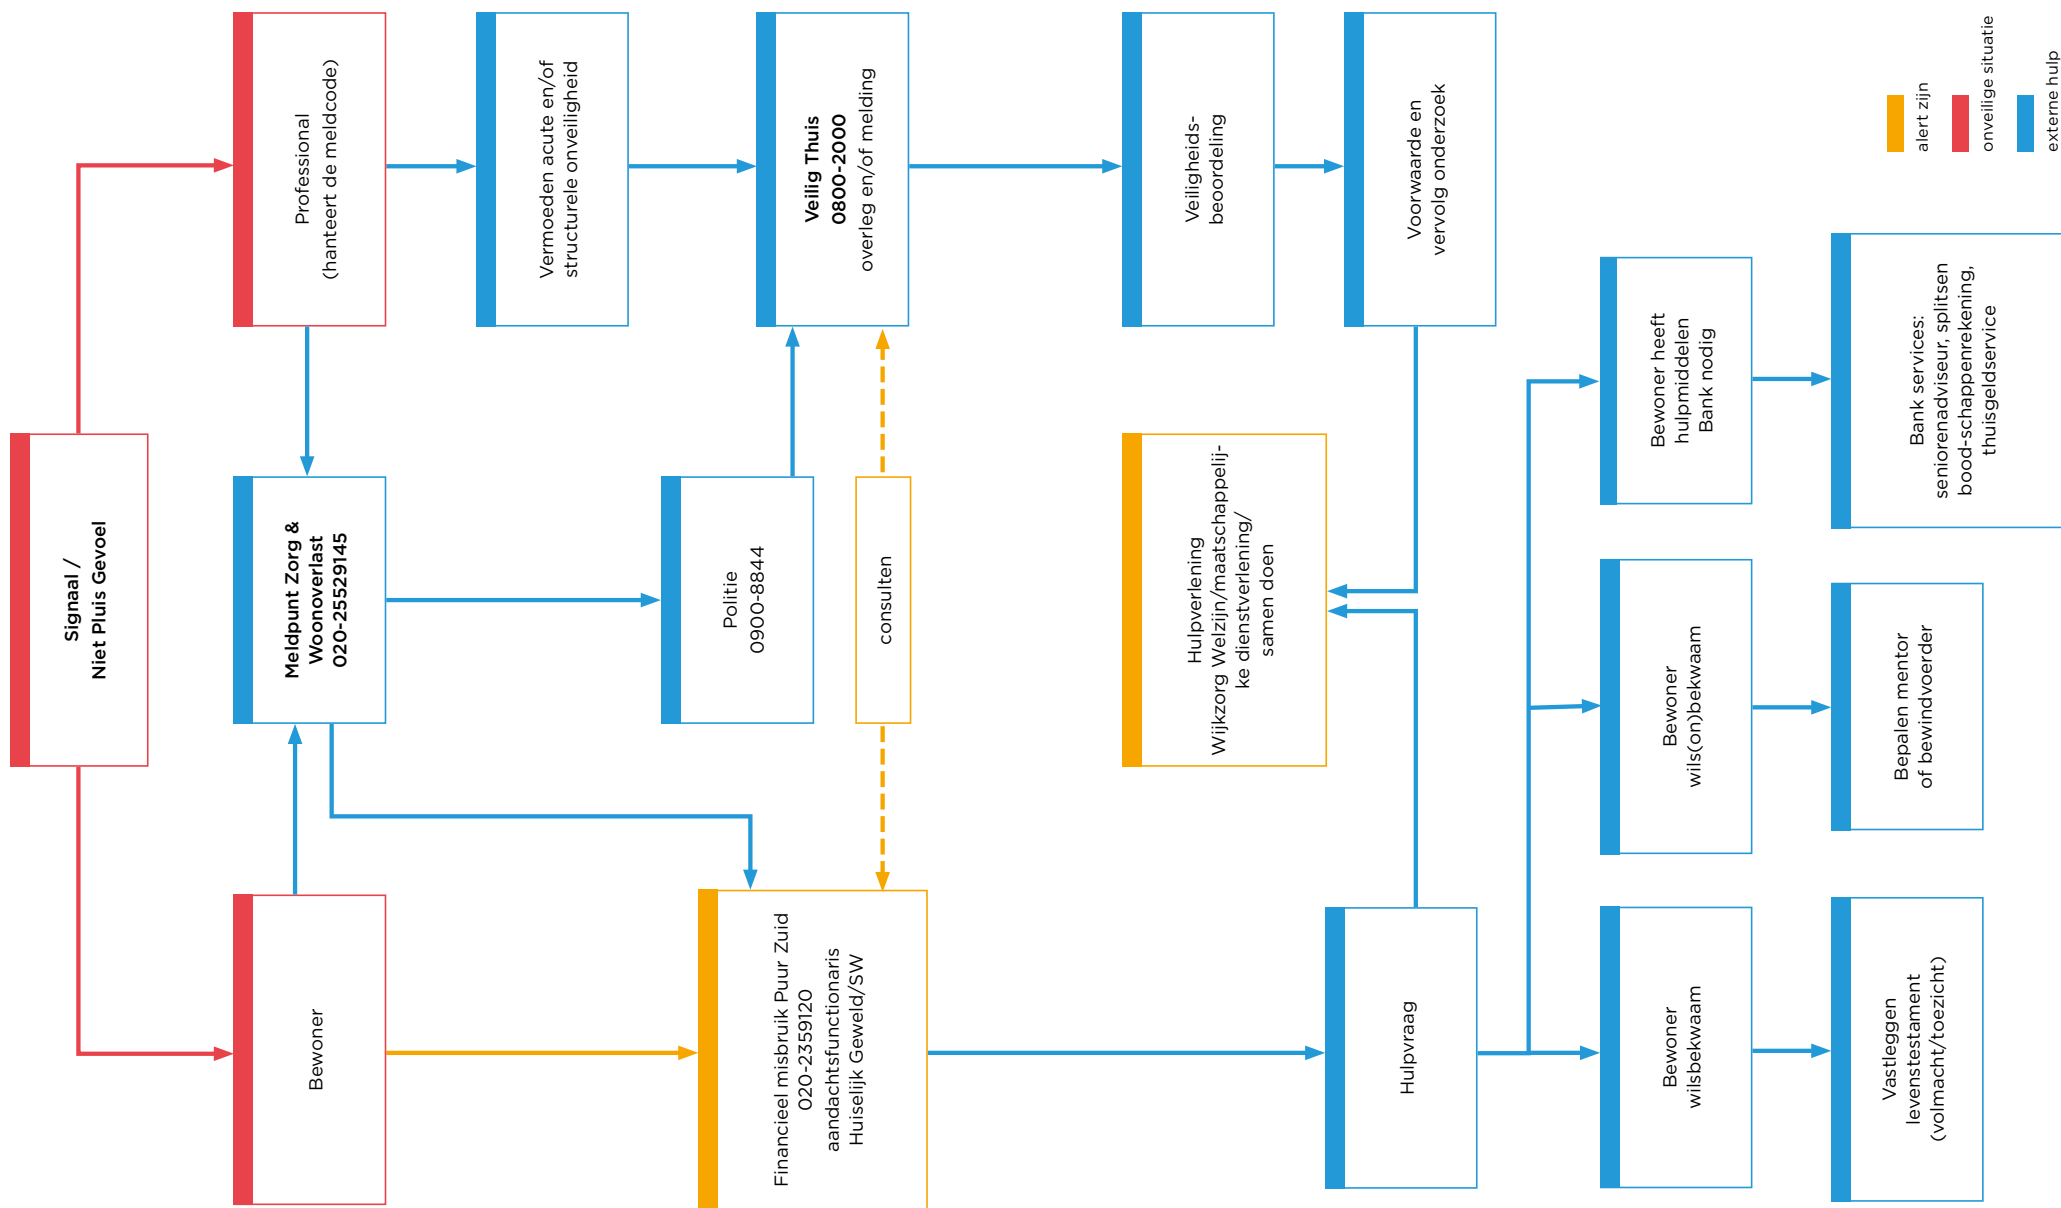 Signaal /
Niet Pluis Gevoel
Bewoner
Meldpunt Zorg &
Woonoverlast
020-25529145
Professional
(hanteert de meldcode)
Vermoeden acute en/of
structurele onveiligheid
Politie
0900-8844
Veilig Thuis
0800-2000
overleg en/of melding
Financieel misbruik Puur Zuid
020-2359120
aandachtsfunctionaris
Huiselijk Geweld/SW
consulten
Hulpverlening
Wijkzorg Welzijn/maatschappelij-
ke dienstverlening/
samen doen
Veiligheids-
beoordeling
Hulpvraag
Voorwaarde en
vervolg onderzoek
Bewoner
wilsbekwaam
Bewoner
wils(on)bekwaam
Bewoner heeft
hulpmiddelen
Bank nodig
Vastleggen
levenstestament
(volmacht/toezicht)
Bepalen mentor
of bewindvoerder
Bank services:
seniorenadviseur, splitsen
bood-schappenrekening,
thuisgeldservice
alert zijn
onveilige situatie
externe hulp